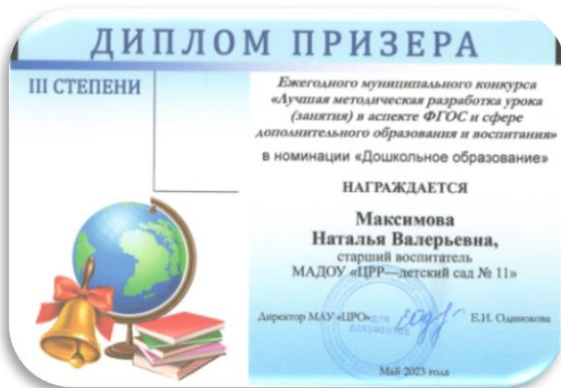 ДИПЛОМ ПРИЗЕРА
III СТЕПЕНИ
Ежегодного муниципального конкурса
«Лучшая методическая разработка урока
(занятия) в аспекте ФГОС и сфере
дополнительного образования и воспитания»
в номинации «Дошкольное образование»
НАГРАЖДАЕТСЯ
Максимова
Наталья Валерьевна,
старший воспитатель
МАДОУ «ЦРР—детский сад № 11»
Директор МАУ «ЦРО» Е.И. Одинокова
ДЛЯ
ДОКУМЕНТОВ
Май 2023 года